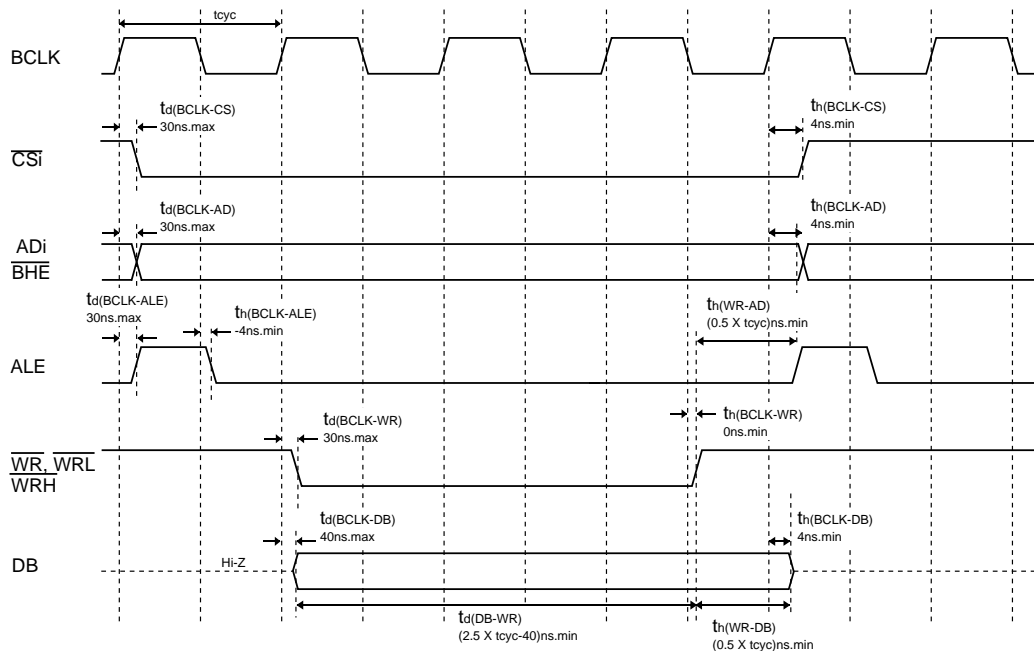 tcyc
BCLK
td(BCLK-CS)
30ns.max
th(BCLK-CS)
4ns.min
CSi
td(BCLK-AD)
30ns.max
th(BCLK-AD)
4ns.min
ADi
BHE
td(BCLK-ALE)
30ns.max
th(BCLK-ALE)
-4ns.min
th(WR-AD)
(0.5 X tcyc)ns.min
ALE
td(BCLK-WR)
30ns.max
th(BCLK-WR)
0ns.min
WR, WRL
WRH
td(BCLK-DB)
40ns.max
th(BCLK-DB)
4ns.min
DB
Hi-Z
td(DB-WR)
(2.5 X tcyc-40)ns.min
th(WR-DB)
(0.5 X tcyc)ns.min